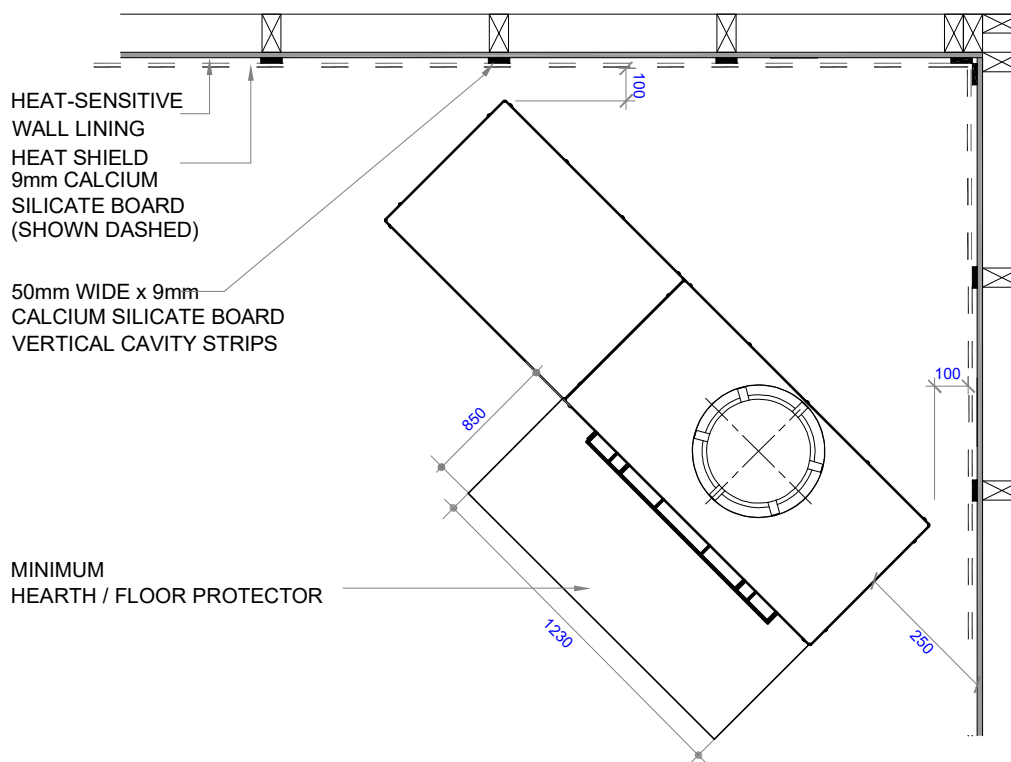 HEAT-SENSITIVE
WALL LINING
HEAT SHIELD
9mm CALCIUM
SILICATE BOARD
(SHOWN DASHED)
50mm WIDE x 9mm
CALCIUM SILICATE BOARD
VERTICAL CAVITY STRIPS
MINIMUM
HEARTH / FLOOR PROTECTOR
100
100
850
1230
250